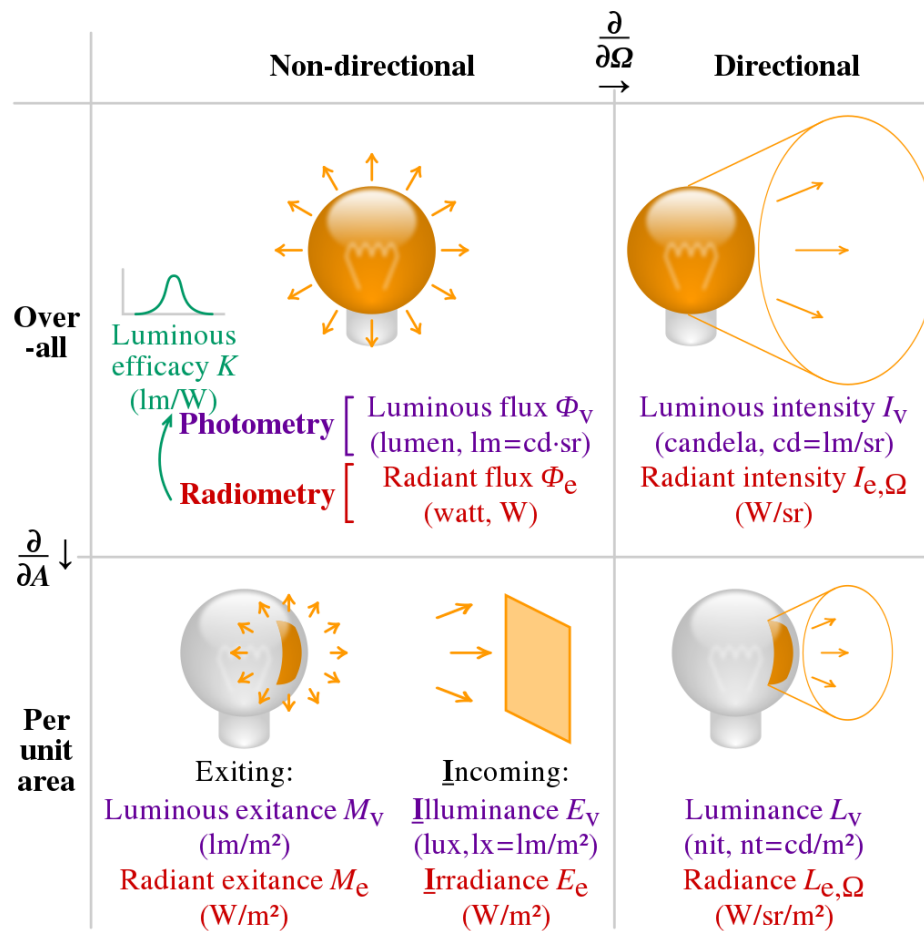 Non-directional
∂
∂Ω
→
Directional
Over
-all
Luminous
efficacy K
(lm/W)
Photometry
Luminous flux Φv
(lumen, lm=cd·sr)
Radiometry
Radiant flux Φe
(watt, W)
Luminous intensity Iv
(candela, cd=lm/sr)
Radiant intensity Ie,Ω
(W/sr)
∂
∂A ↓
Per
unit
area
Exiting:
Luminous exitance Mv
(lm/m²)
Radiant exitance Me
(W/m²)
Incoming:
Illuminance Ev
(lux,lx=lm/m²)
Irradiance Ee
(W/m²)
Luminance Lv
(nit, nt=cd/m²)
Radiance Le,Ω
(W/sr/m²)